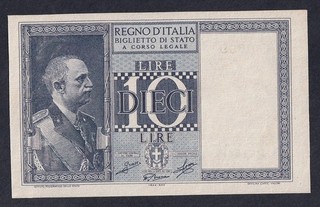 REGNO D'ITALIA
BIGLIETTO DI STATO
A CORSO LEGALE
LIRE
10
DIECI
LIRE